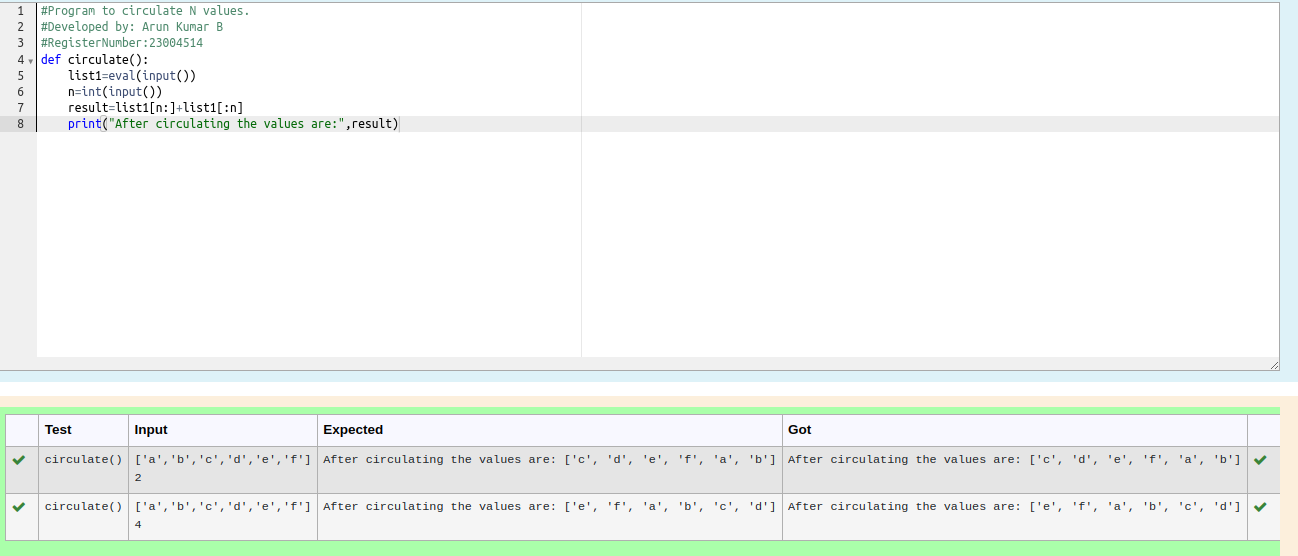 1 #Program to circulate N values.
2 #Developed by: Arun Kumar B
3 #RegisterNumber:23004514
4 def circulate():
5     list1=eval(input())
6     n=int(input())
7     result=list1[n:]+list1[:n]
8     print("After circulating the values are:",result)
Test Input Expected Got
circulate() ['a','b','c','d','e','f'] After circulating the values are: ['c', 'd', 'e', 'f', 'a', 'b'] After circulating the values are: ['c', 'd', 'e', 'f', 'a', 'b']
2
circulate() ['a','b','c','d','e','f'] After circulating the values are: ['e', 'f', 'a', 'b', 'c', 'd'] After circulating the values are: ['e', 'f', 'a', 'b', 'c', 'd']
4